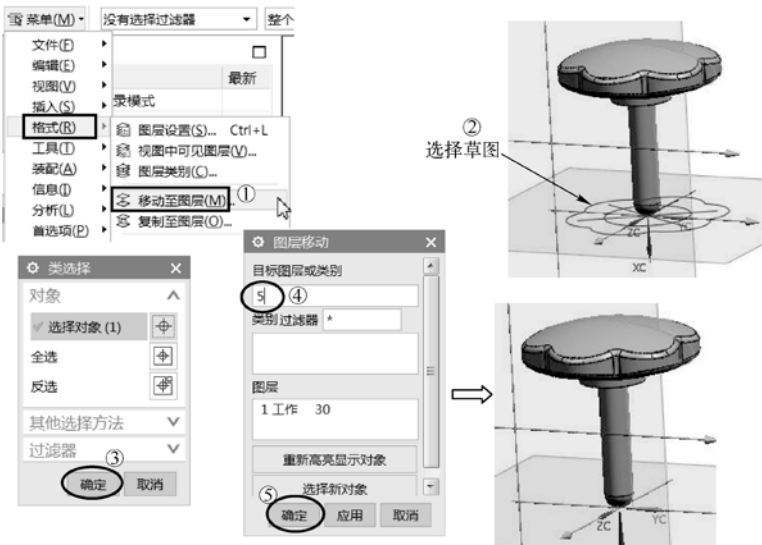 菜单(M)
没有选择过滤器
整个
文件(F)
编辑(E)
视图(V)
插入(S)
格式(R)
工具(T)
装配(A)
信息(I)
分析(L)
首选项(P)
最新
录模式
图层设置(S)... Ctrl+L
视图中可见图层(V)...
图层类别(C)...
移动至图层(M)... ①
复制至图层(O)...
②
选择草图
ZC
XC
类选择
对象
选择对象 (1)
全选
反选
其他选择方法
过滤器
③
确定 取消
图层移动
目标图层或类别
5 ④
类别过滤器 *
图层
1 工作 30
重新高亮显示对象
选择新对象
⑤
确定 应用 取消
ZC YC